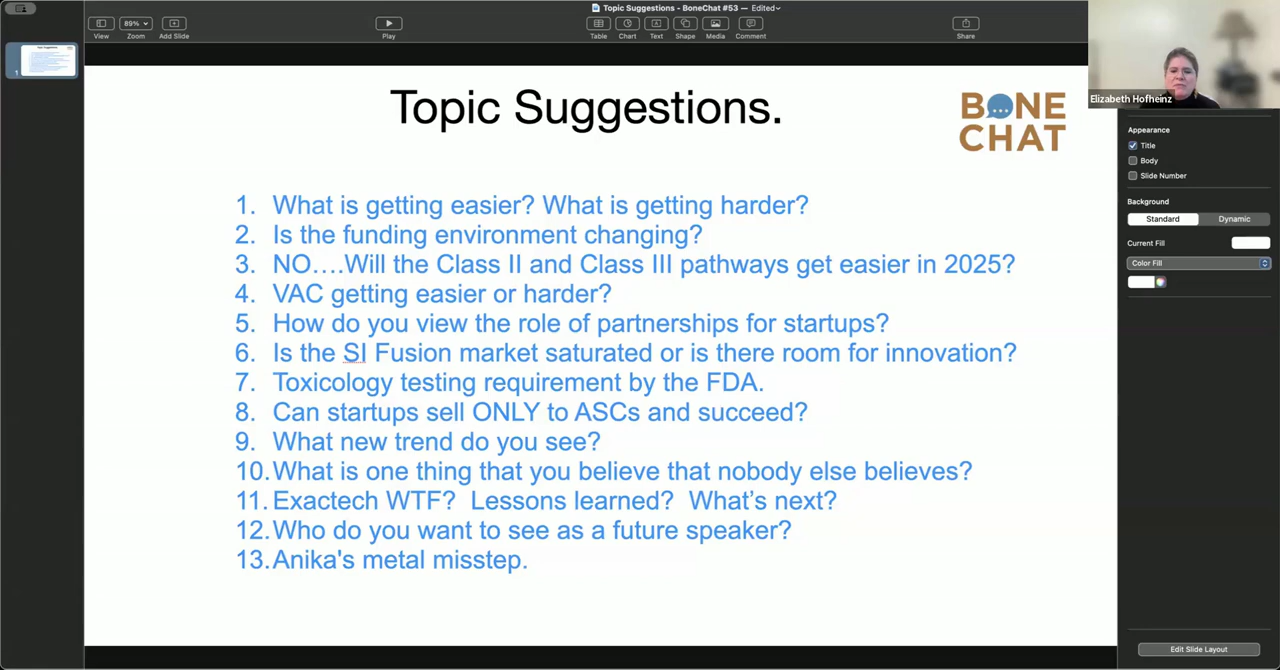 Topic Suggestions - BoneChat #53 — Edited
89%
View
Zoom
Add Slide
Play
Table
Chart
Text
Shape
Media
Comment
Share
Elizabeth Hofheinz
1
Topic Suggestions.
BONE
CHAT
1. What is getting easier? What is getting harder?
2. Is the funding environment changing?
3. NO….Will the Class II and Class III pathways get easier in 2025?
4. VAC getting easier or harder?
5. How do you view the role of partnerships for startups?
6. Is the SI Fusion market saturated or is there room for innovation?
7. Toxicology testing requirement by the FDA.
8. Can startups sell ONLY to ASCs and succeed?
9. What new trend do you see?
10. What is one thing that you believe that nobody else believes?
11. Exactech WTF?  Lessons learned?  What’s next?
12. Who do you want to see as a future speaker?
13. Anika's metal misstep.
Appearance
Title
Body
Slide Number
Background
Standard
Dynamic
Current Fill
Color Fill
Edit Slide Layout